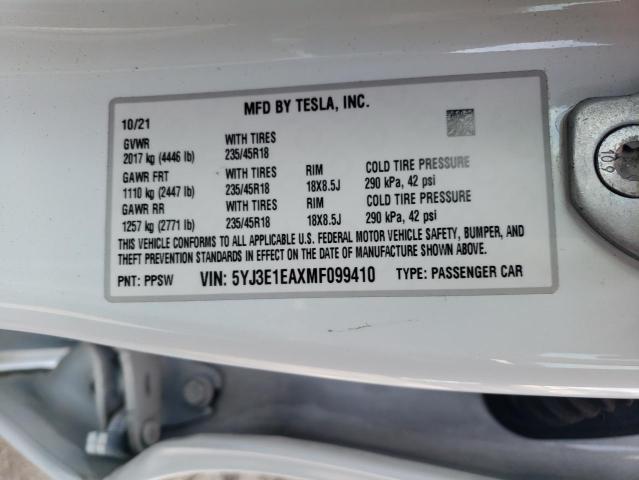 MFD BY TESLA, INC.
10/21
GVWR WITH TIRES
2017 kg (4446 lb) 235/45R18
GAWR FRT WITH TIRES RIM COLD TIRE PRESSURE
1110 kg (2447 lb) 235/45R18 18X8.5J 290 kPa, 42 psi
GAWR RR WITH TIRES RIM COLD TIRE PRESSURE
1257 kg (2771 lb) 235/45R18 18X8.5J 290 kPa, 42 psi
THIS VEHICLE CONFORMS TO ALL APPLICABLE U.S. FEDERAL MOTOR VEHICLE SAFETY, BUMPER, AND
THEFT PREVENTION STANDARDS IN EFFECT ON THE DATE OF MANUFACTURE SHOWN ABOVE.
PNT: PPSW VIN: 5YJ3E1EAXMF099410 TYPE: PASSENGER CAR
10.9